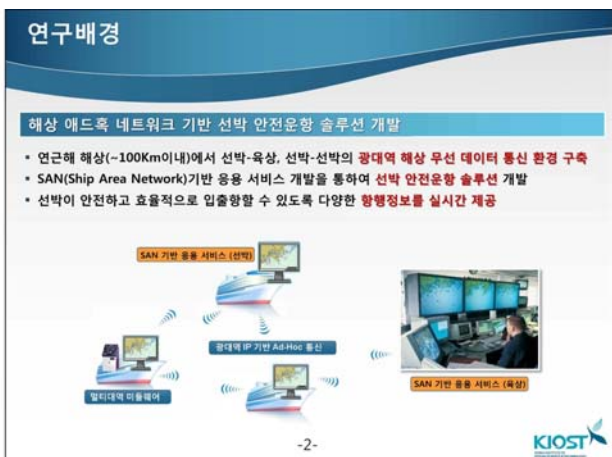 연구배경
해상 애드혹 네트워크 기반 선박 안전운항 솔루션 개발
• 연근해 해상(~100Km이내)에서 선박-육상, 선박-선박의 광대역 해상 무선 데이터 통신 환경 구축
• SAN(Ship Area Network)기반 응용 서비스 개발을 통하여 선박 안전운항 솔루션 개발
• 선박이 안전하고 효율적으로 입출항할 수 있도록 다양한 항행정보를 실시간 제공
SAN 기반 응용 서비스 (선박)
광대역 IP 기반 Ad-Hoc 통신
멀티대역 미들웨어
SAN 기반 응용 서비스 (육상)
-2-
KIOST